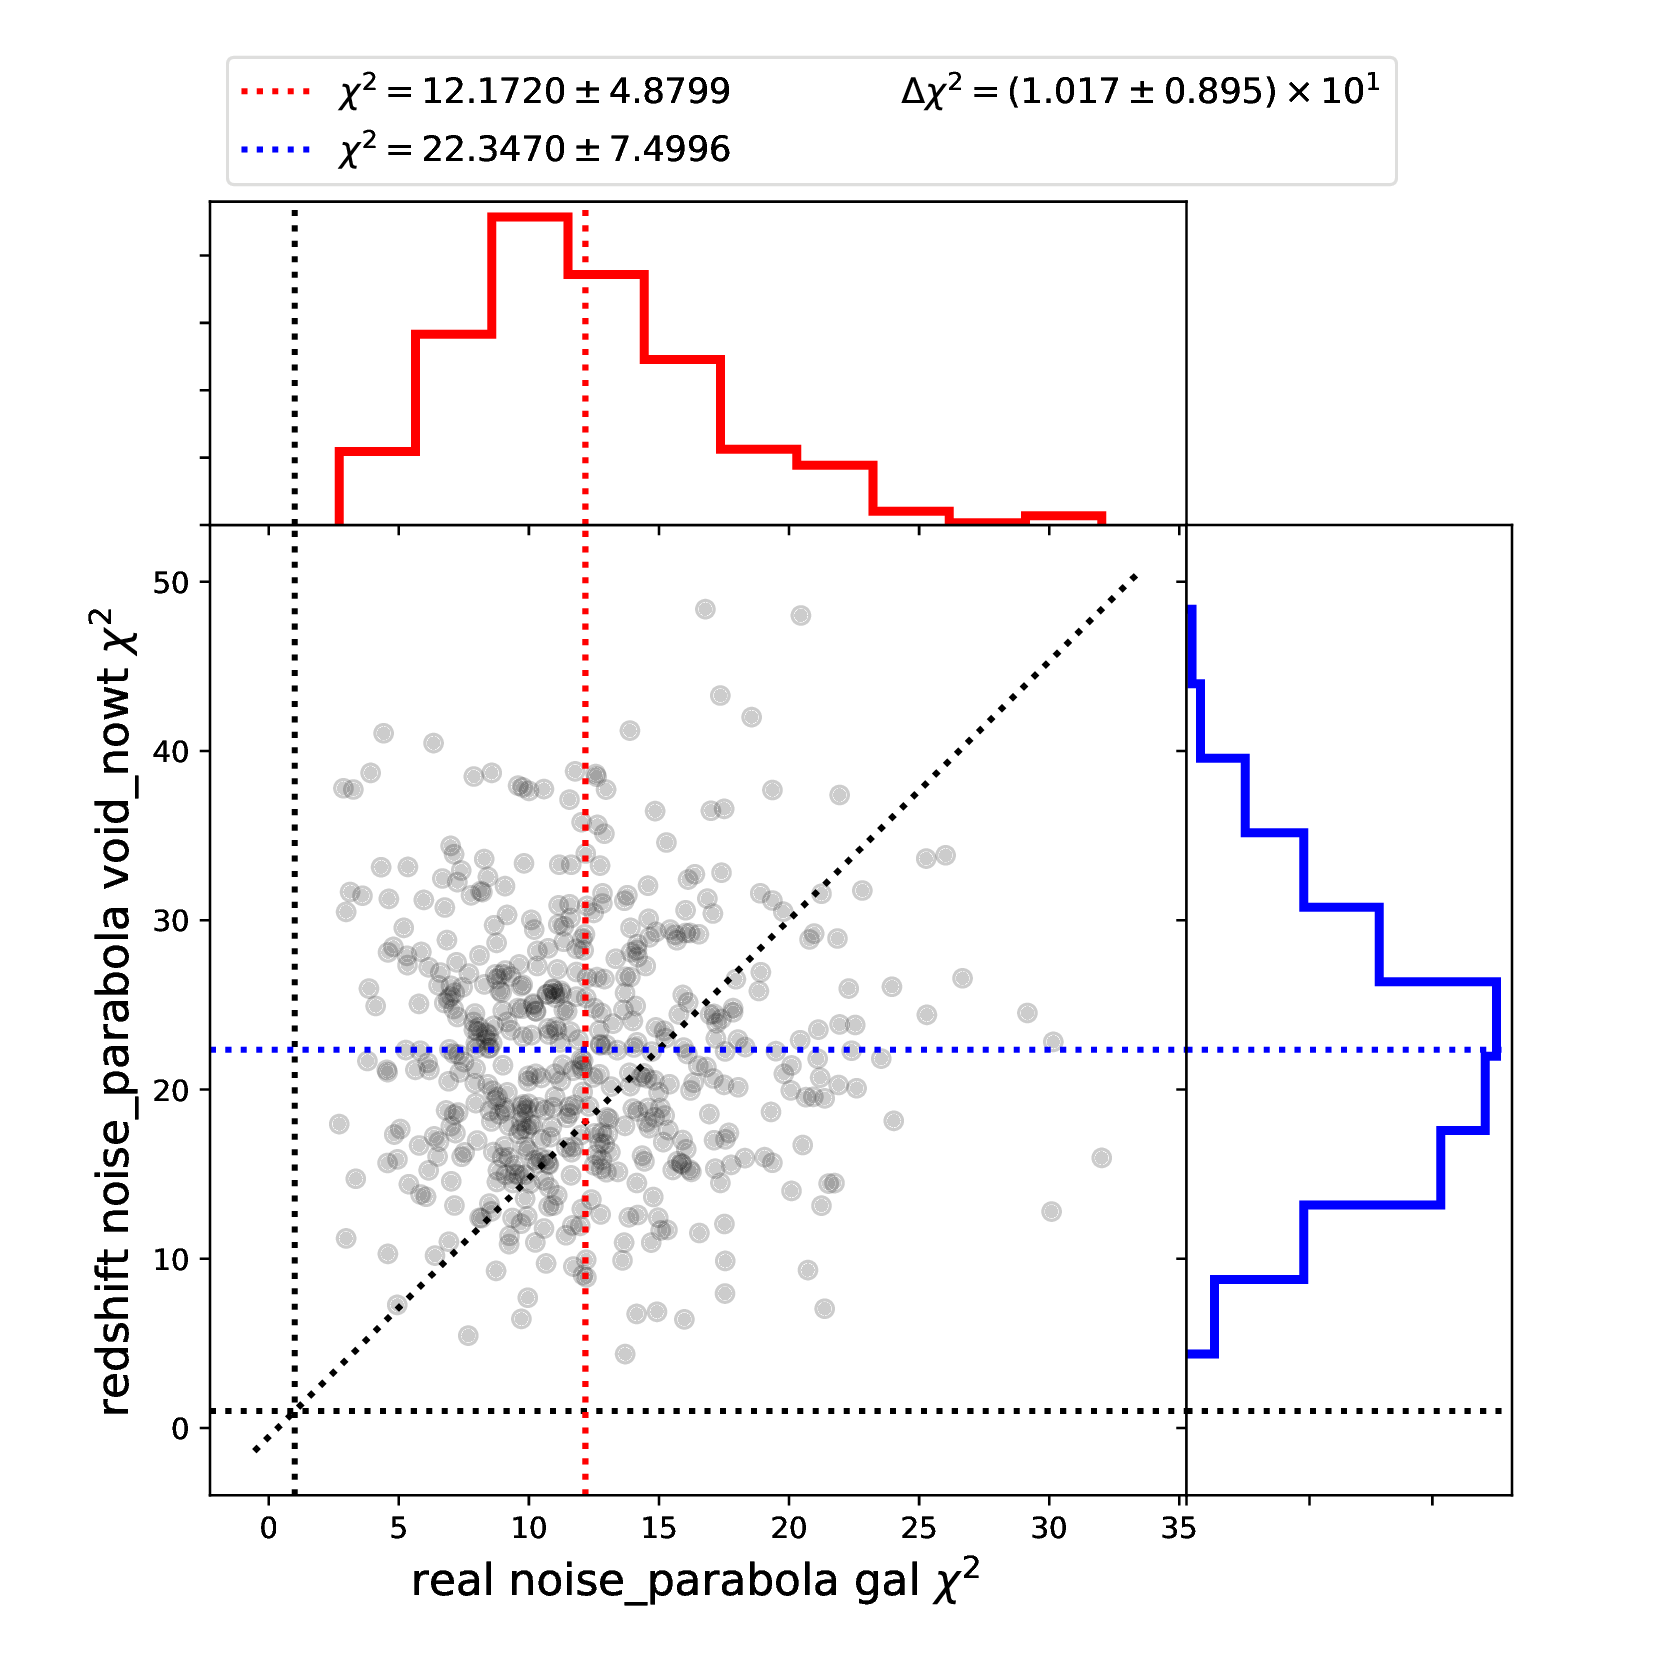 χ² = 12.1720 ± 4.8799
Δχ² = (1.017 ± 0.895) × 10¹
χ² = 22.3470 ± 7.4996
50
40
30
20
10
0
redshift noise_parabola void_nowt χ²
0 5 10 15 20 25 30 35
real noise_parabola gal χ²